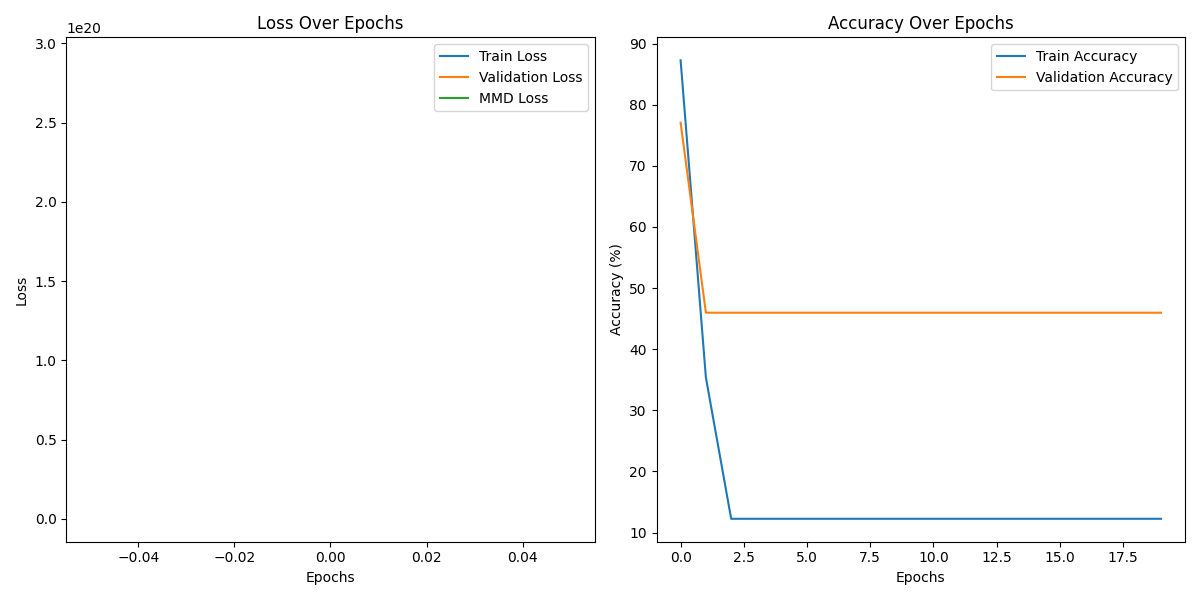 Loss Over Epochs
1e20
3.0
2.5
2.0
1.5
1.0
0.5
0.0
Loss
−0.04 −0.02 0.00 0.02 0.04
Epochs
Train Loss
Validation Loss
MMD Loss
Accuracy Over Epochs
90
80
70
60
50
40
30
20
10
Accuracy (%)
0.0 2.5 5.0 7.5 10.0 12.5 15.0 17.5
Epochs
Train Accuracy
Validation Accuracy